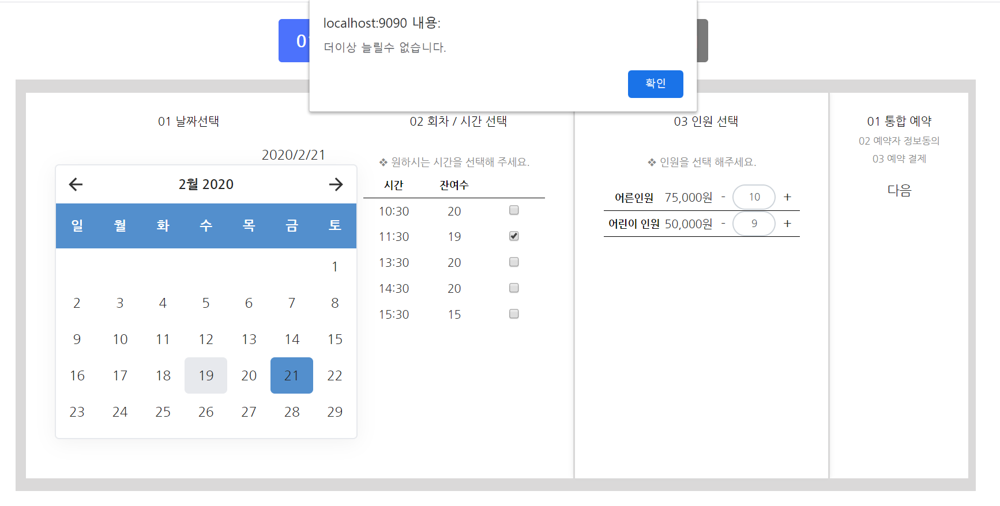 localhost:9090 내용:
더이상 늘릴수 없습니다.
확인
01 날짜선택
2020/2/21
2월 2020
일 월 화 수 목 금 토
1
2 3 4 5 6 7 8
9 10 11 12 13 14 15
16 17 18 19 20 21 22
23 24 25 26 27 28 29
02 회차 / 시간 선택
❖ 원하시는 시간을 선택해 주세요.
시간 잔여수
10:30 20
11:30 19
13:30 20
14:30 20
15:30 15
03 인원 선택
❖ 인원을 선택 해주세요.
어른인원 75,000원 - 10 +
어린이 인원 50,000원 - 9 +
01 통합 예약
02 예약자 정보동의
03 예약 결제
다음